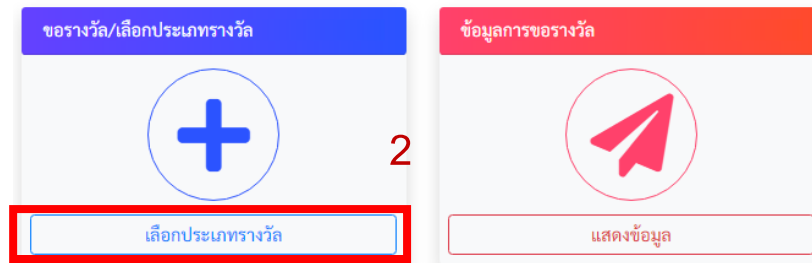 ขอรางวัล/เลือกประเภทรางวัล
ข้อมูลการขอรางวัล
2
เลือกประเภทรางวัล
แสดงข้อมูล